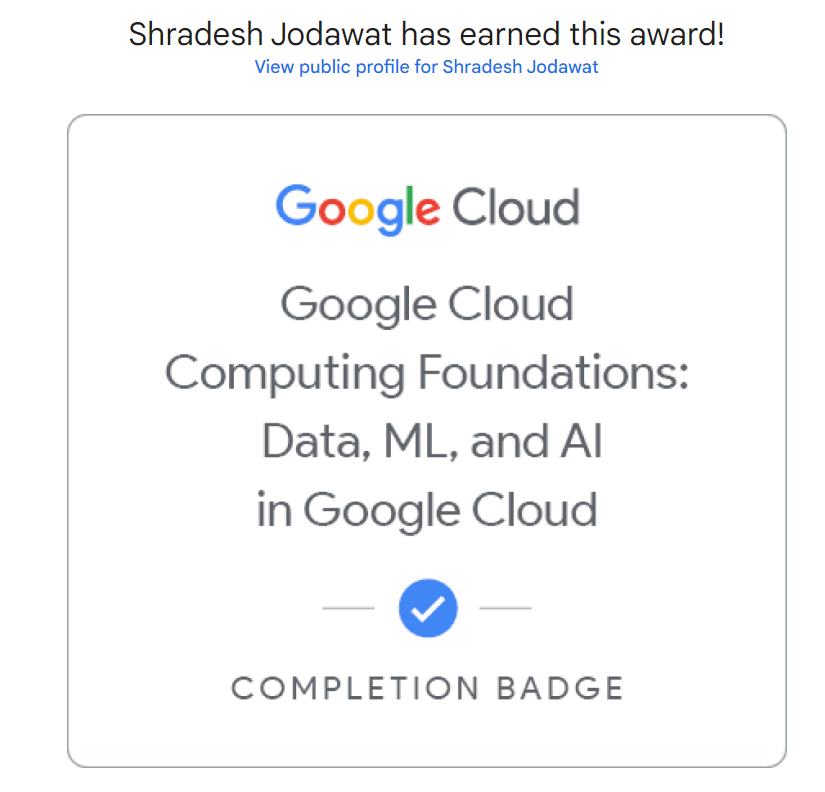 Shradesh Jodawat has earned this award!
View public profile for Shradesh Jodawat
Google Cloud
Google Cloud
Computing Foundations:
Data, ML, and AI
in Google Cloud
COMPLETION BADGE